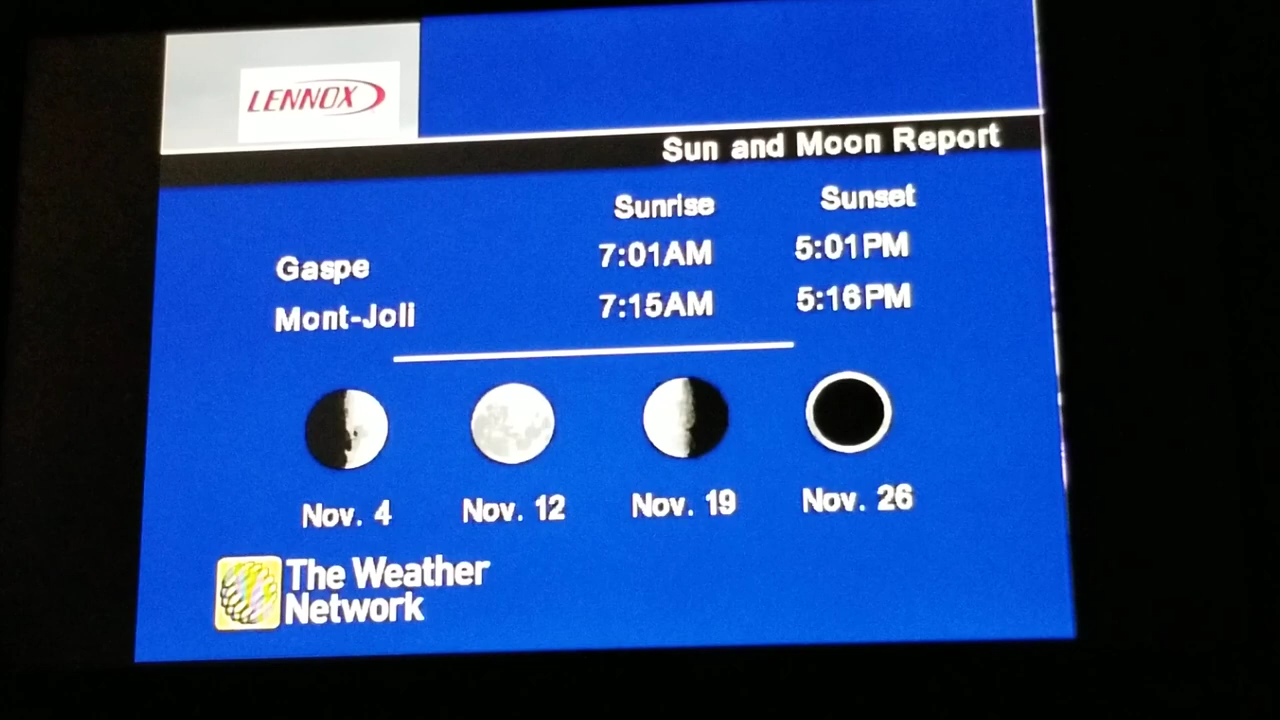 LENNOX
Sun and Moon Report
Sunrise Sunset
Gaspe 7:01AM 5:01PM
Mont-Joli 7:15AM 5:16PM
Nov. 4 Nov. 12 Nov. 19 Nov. 26
The Weather
Network